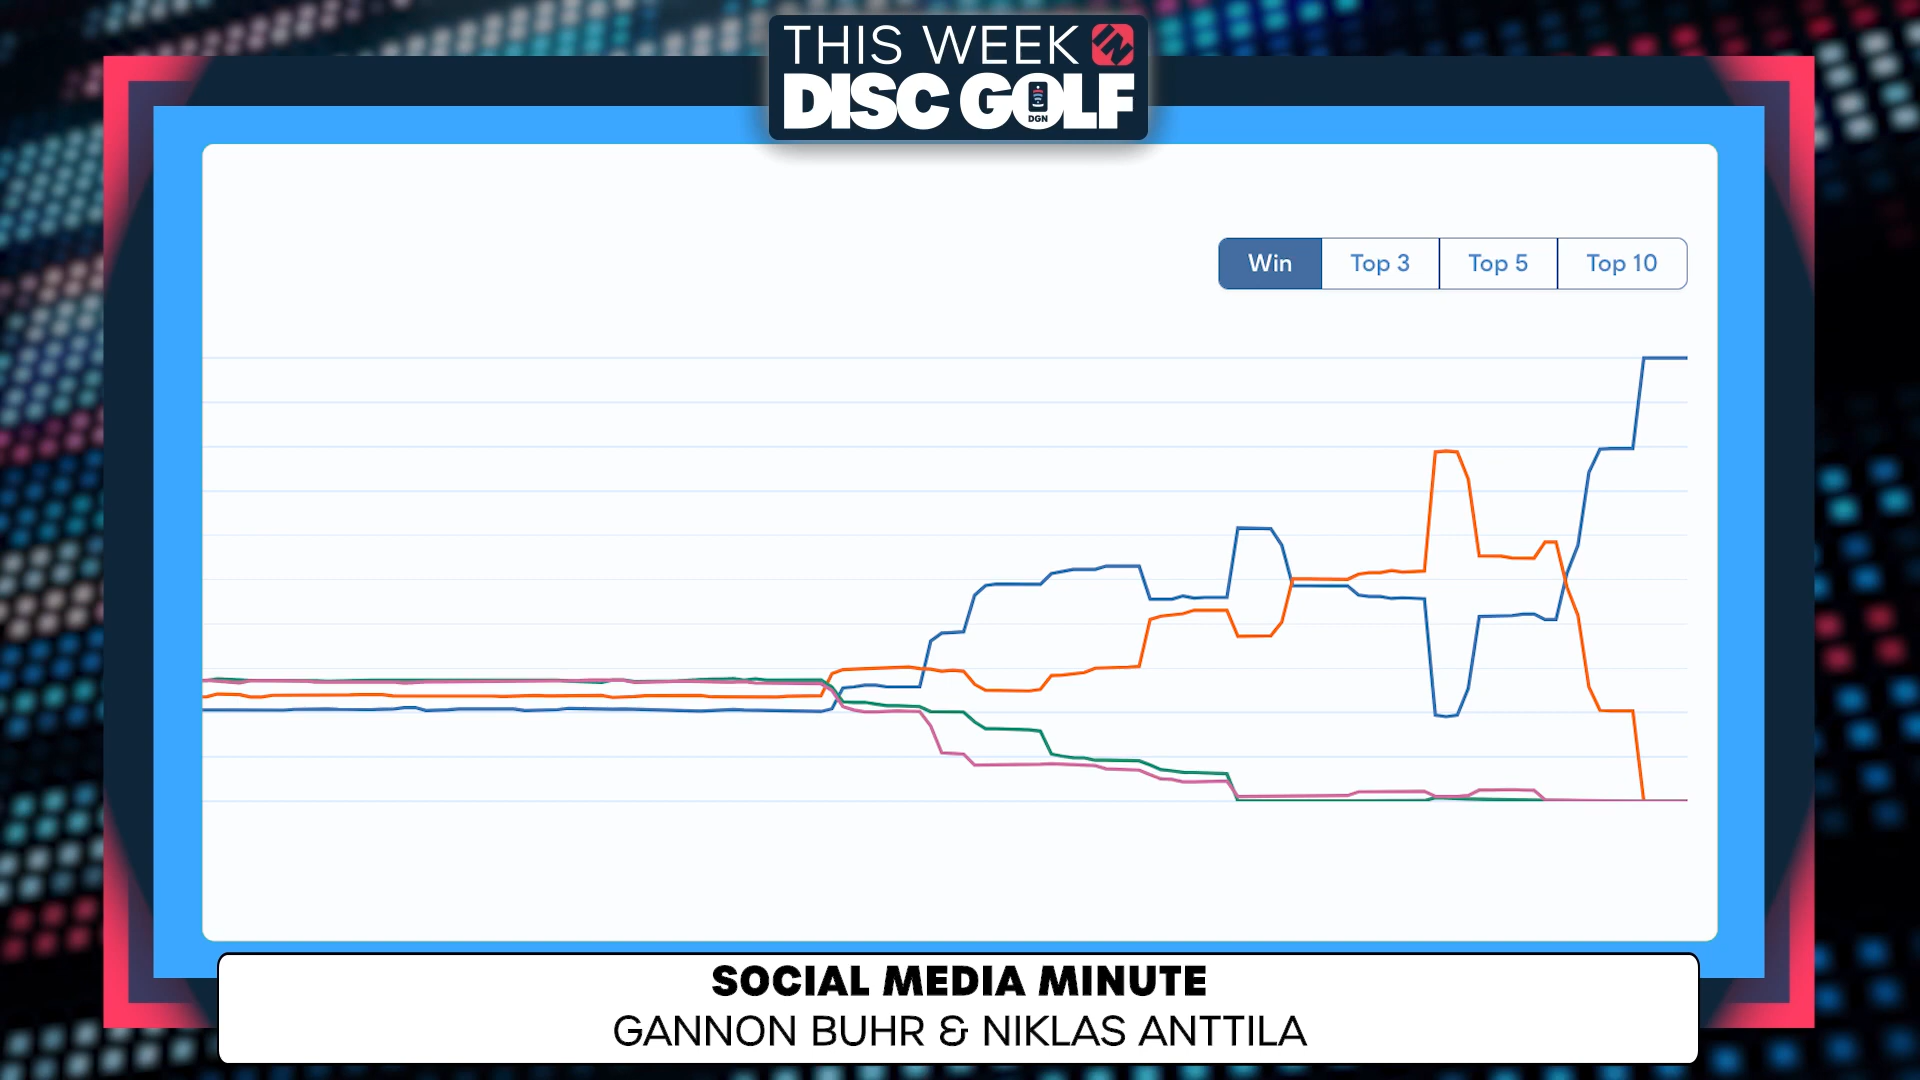 THIS WEEK IN
DISC GOLF
DGN
Win Top 3 Top 5 Top 10
SOCIAL MEDIA MINUTE
GANNON BUHR & NIKLAS ANTTILA